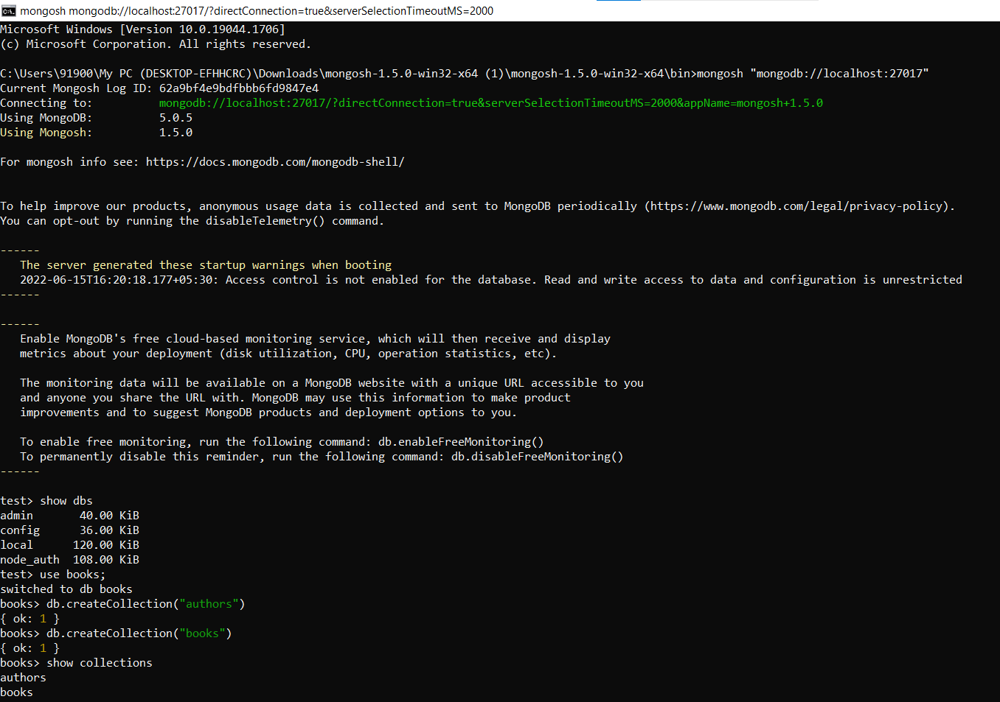 mongosh mongodb://localhost:27017/?directConnection=true&serverSelectionTimeoutMS=2000
Microsoft Windows [Version 10.0.19044.1706]
(c) Microsoft Corporation. All rights reserved.
C:\Users\91900\My PC (DESKTOP-EFHHCRC)\Downloads\mongosh-1.5.0-win32-x64 (1)\mongosh-1.5.0-win32-x64\bin>mongosh "mongodb://localhost:27017"
Current Mongosh Log ID: 62a9bf4e9bdfbbb6fd9847e4
Connecting to:          mongodb://localhost:27017/?directConnection=true&serverSelectionTimeoutMS=2000&appName=mongosh+1.5.0
Using MongoDB:          5.0.5
Using Mongosh:          1.5.0
For mongosh info see: https://docs.mongodb.com/mongodb-shell/
To help improve our products, anonymous usage data is collected and sent to MongoDB periodically (https://www.mongodb.com/legal/privacy-policy).
You can opt-out by running the disableTelemetry() command.
------
The server generated these startup warnings when booting
2022-06-15T16:20:18.177+05:30: Access control is not enabled for the database. Read and write access to data and configuration is unrestricted
------
------
Enable MongoDB's free cloud-based monitoring service, which will then receive and display
metrics about your deployment (disk utilization, CPU, operation statistics, etc).
The monitoring data will be available on a MongoDB website with a unique URL accessible to you
and anyone you share the URL with. MongoDB may use this information to make product
improvements and to suggest MongoDB products and deployment options to you.
To enable free monitoring, run the following command: db.enableFreeMonitoring()
To permanently disable this reminder, run the following command: db.disableFreeMonitoring()
------
test> show dbs
admin       40.00 KiB
config      36.00 KiB
local      120.00 KiB
node_auth  108.00 KiB
test> use books;
switched to db books
books> db.createCollection("authors")
{ ok: 1 }
books> db.createCollection("books")
{ ok: 1 }
books> show collections
authors
books